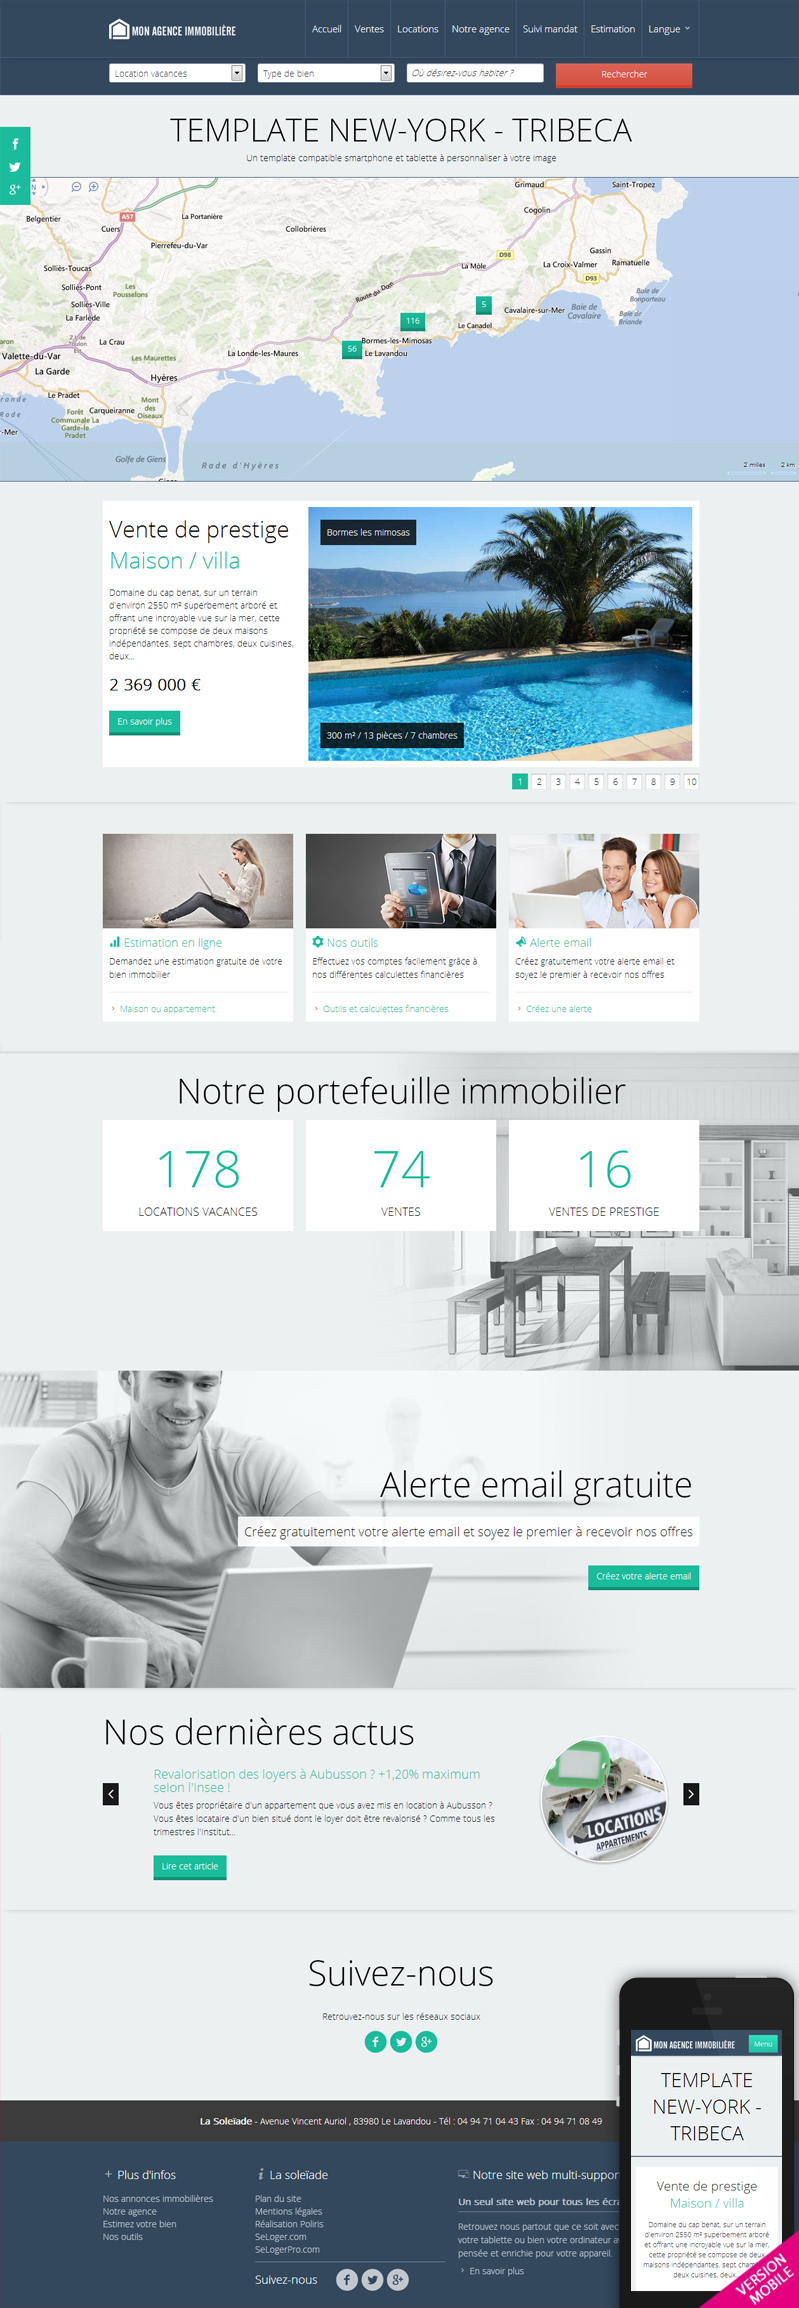 MON AGENCE IMMOBILIÈRE
Accueil Ventes Locations Notre agence Suivi mandat Estimation Langue
Location vacances Type de bien Où désirez-vous habiter ? Rechercher
TEMPLATE NEW-YORK - TRIBECA
Un template compatible smartphone et tablette à personnaliser à votre image
N
Grimaud Saint-Tropez
Belgentier A57 La Portanière Cogolin
Cuers Collobrières
Pierrefeu-du-Var Gassin
D98
Solliès-Toucas La Môle La Croix-Valmer Ramatuelle
D93
Solliès-Pont Les Pousselons Route du Dom Baie de Bonporteau
Solliès-Ville 5
La Farlède Cavalaire-sur-Mer Baie de Cavalaire Baie de Briande
116 Le Canadel
La Crau Bormes-les-Mimosas
Valette-du-Var Les Maurettes La Londe-les-Maures 56 Le Lavandou
La Garde Hyères
Le Pradet Mont des Oiseaux
Carqueiranne
Forêt Communale La Garde-le Pradet
Golfe de Giens Rade d'Hyères
2 miles 2 km
Vente de prestige
Maison / villa
Domaine du cap bénat, sur un terrain
d'environ 2550 m² superbement arboré et
offrant une incroyable vue sur la mer, cette
propriété se compose de deux maisons
indépendantes. sept chambres, deux cuisines,
deux...
2 369 000 €
En savoir plus
Bormes les mimosas
300 m² / 13 pièces / 7 chambres
1 2 3 4 5 6 7 8 9 10
Estimation en ligne
Demandez une estimation gratuite de votre
bien immobilier
Maison ou appartement
Nos outils
Effectuez vos comptes facilement grâce à
nos différentes calculettes financières
Outils et calculettes financières
Alerte email
Créez gratuitement votre alerte email et
soyez le premier à recevoir nos offres
Créez une alerte
Notre portefeuille immobilier
178
LOCATIONS VACANCES
74
VENTES
16
VENTES DE PRESTIGE
Alerte email gratuite
Créez gratuitement votre alerte email et soyez le premier à recevoir nos offres
Créez votre alerte email
Nos dernières actus
Revalorisation des loyers à Aubusson ? +1,20% maximum
selon l'Insee !
Vous êtes propriétaire d'un appartement que vous avez mis en location à Aubusson ?
Vous êtes locataire d'un bien situé dont le loyer doit être revalorisé ? Comme tous les
trimestres l'Institut...
Lire cet article
LOCATIONS
APPARTEMENTS
Suivez-nous
Retrouvez-nous sur les réseaux sociaux
La Soleïade - Avenue Vincent Auriol , 83980 Le Lavandou - Tél : 04 94 71 04 43 Fax : 04 94 71 08 49
Plus d'infos
Nos annonces immobilières
Notre agence
Estimez votre bien
Nos outils
La soleïade
Plan du site
Mentions légales
Réalisation Poliris
SeLoger.com
SeLogerPro.com
Suivez-nous
Notre site web multi-suppor
Un seul site web pour tous les écra
Retrouvez nous partout que ce soit avec
votre tablette ou bien votre ordinateur a
pensée et enrichie pour votre appareil.
En savoir plus
MON AGENCE IMMOBILIÈRE Menu
TEMPLATE
NEW-YORK -
TRIBECA
Vente de prestige
Maison / villa
Domaine du cap bénat, sur un terrain
d'environ 2550 m² superbement arboré
et offrant une incroyable vue sur la mer,
cette propriété se compose de deux
maisons indépendantes. sept chambres,
deux cuisines, deux...
VERSION
MOBILE